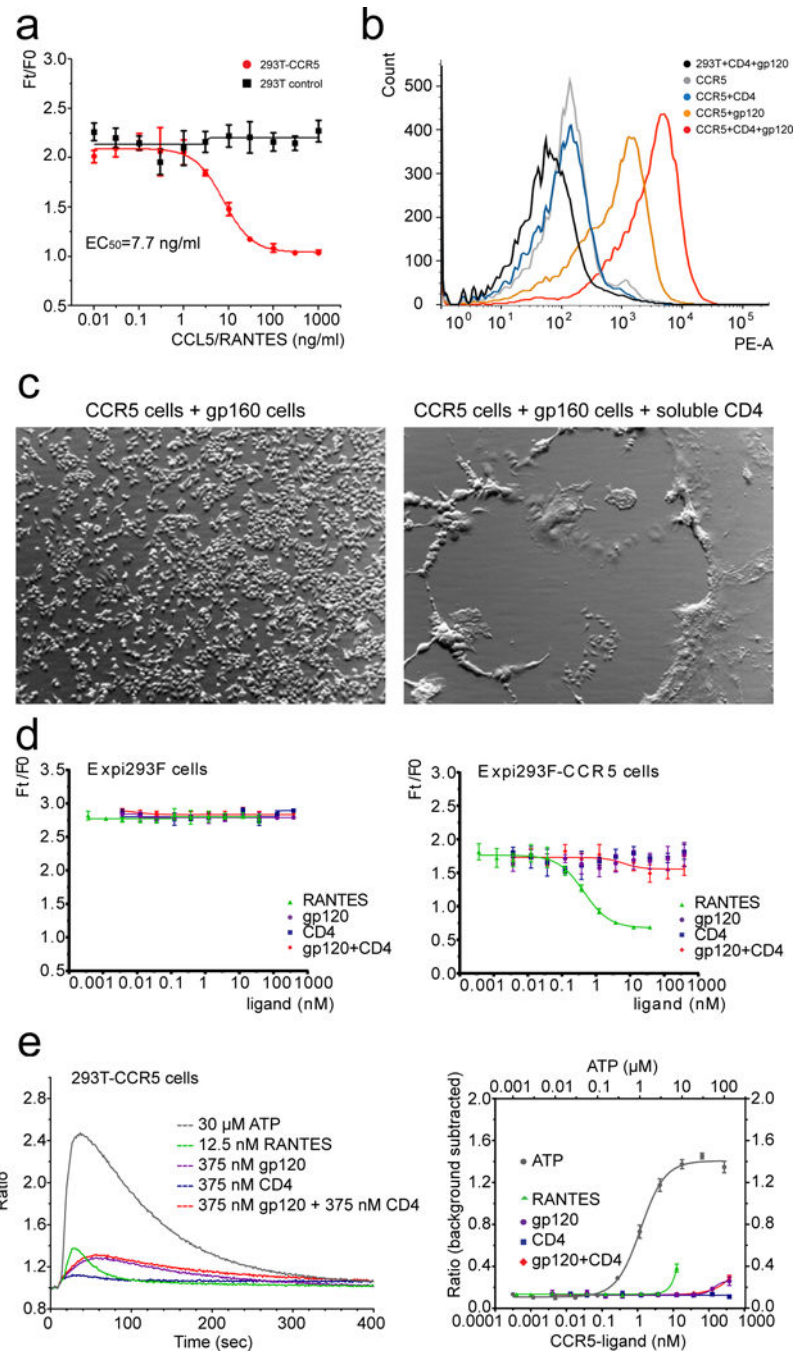 a
Ft/F0
3.0
2.5
2.0
1.5
1.0
0.5
293T-CCR5
293T control
EC50=7.7 ng/ml
0.01 0.1 1 10 100 1000
CCL5/RANTES (ng/ml)
b
Count
500
400
300
200
100
0
293T+CD4+gp120
CCR5
CCR5+CD4
CCR5+gp120
CCR5+CD4+gp120
10^0 10^1 10^2 10^3 10^4 10^5
PE-A
c
CCR5 cells + gp160 cells
CCR5 cells + gp160 cells + soluble CD4
d
Ft/F0
3.5
3.0
2.5
2.0
1.5
1.0
0.5
Expi293F cells
RANTES
gp120
CD4
gp120+CD4
0.001 0.1 1 10 100 1000
ligand (nM)
Ft/F0
3.0
2.5
2.0
1.5
1.0
0.5
0.0
Expi293F-CCR5 cells
RANTES
gp120
CD4
gp120+CD4
0.001 0.01 0.1 1 10 100 1000
ligand (nM)
e
Ratio
2.8
2.4
2.0
1.6
1.2
0.8
293T-CCR5 cells
30 µM ATP
12.5 nM RANTES
375 nM gp120
375 nM CD4
375 nM gp120 + 375 nM CD4
0 100 200 300 400
Time (sec)
ATP (µM)
0.001 0.01 0.1 1 10 100
Ratio (background subtracted)
2.0
1.6
1.2
0.8
0.4
0.0
ATP
RANTES
gp120
CD4
gp120+CD4
2.0
1.6
1.2
0.8
0.4
0.0
0.0001 0.01 0.1 1 10 100 1000
CCR5-ligand (nM)